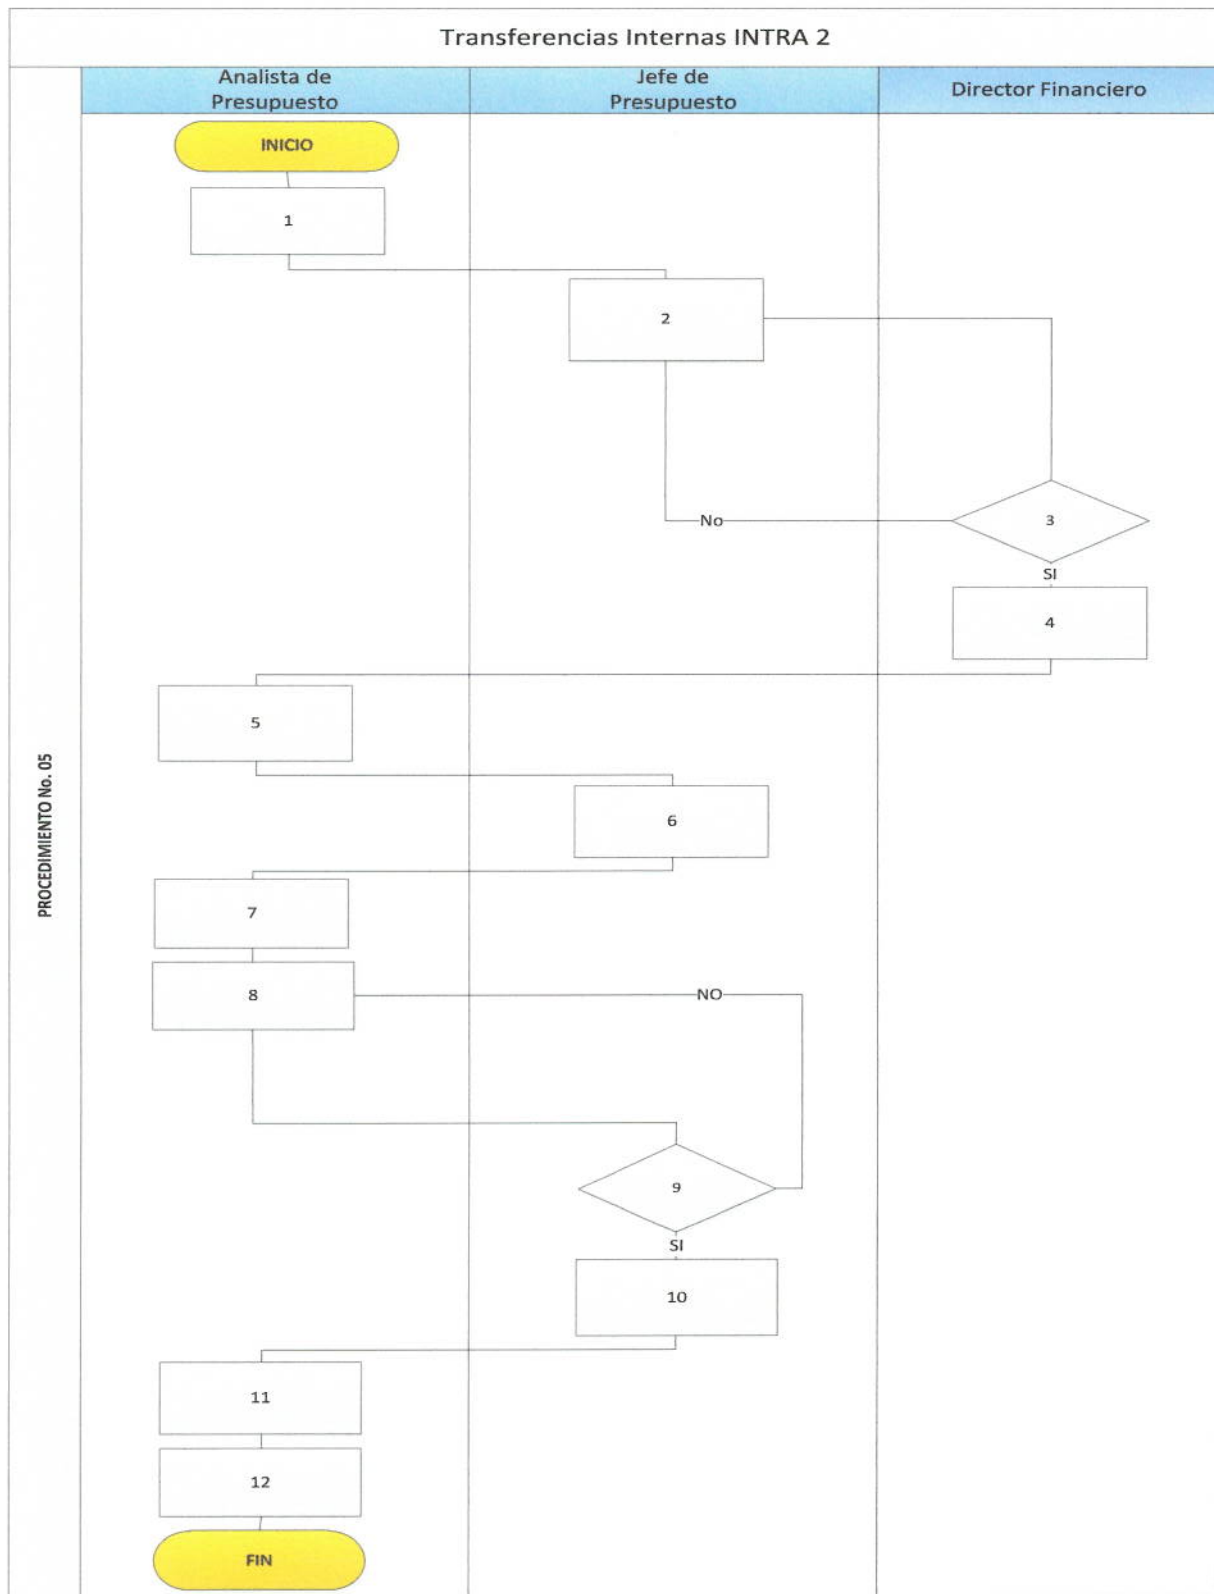 Transferencias Internas INTRA 2
Analista de
Presupuesto
Jefe de
Presupuesto
Director Financiero
PROCEDIMIENTO No. 05
INICIO
1
2
No
3
SI
4
5
6
7
8
NO
9
SI
10
11
12
FIN